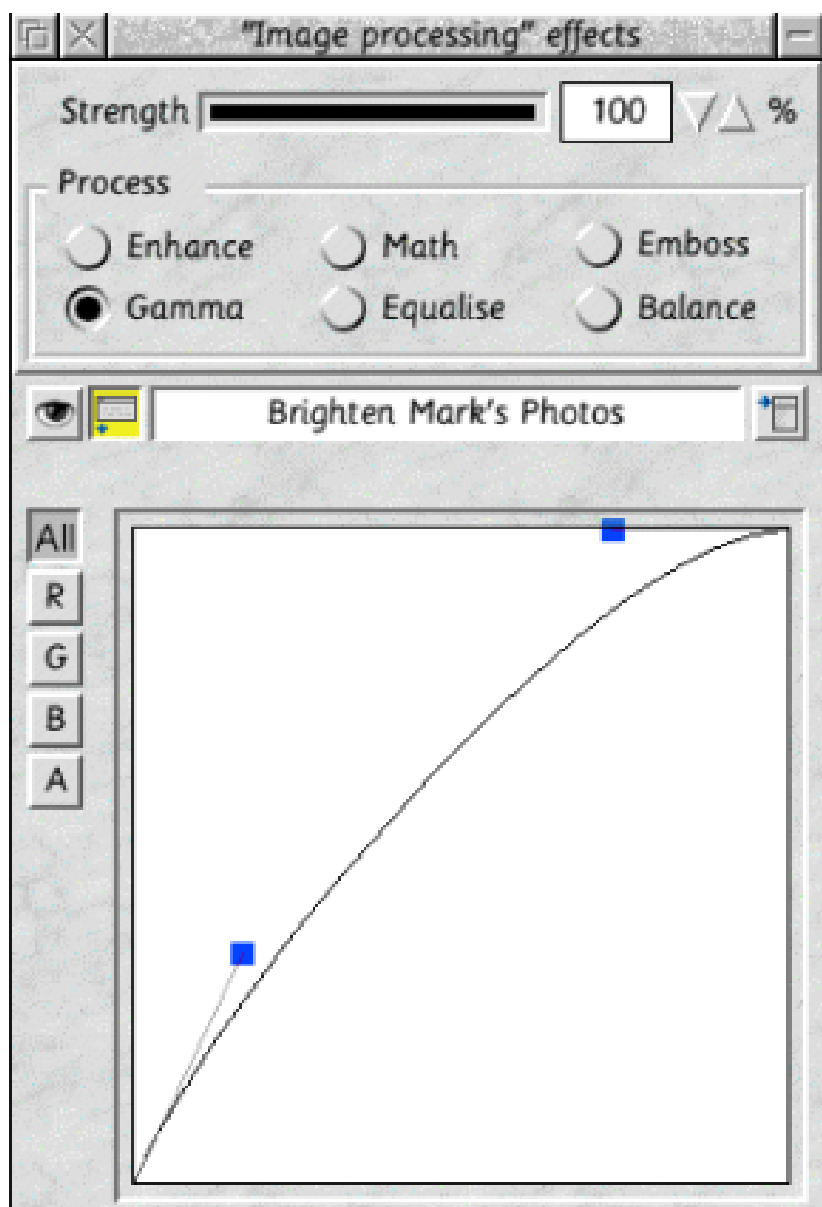 "Image processing" effects
Strength 100 %
Process
Enhance Math Emboss
Gamma Equalise Balance
Brighten Mark's Photos
All
R
G
B
A